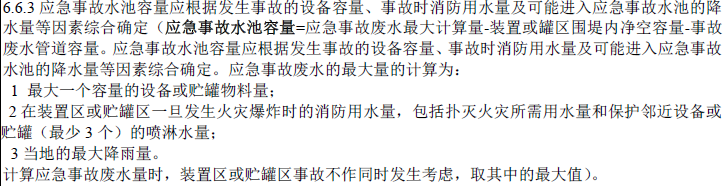 6.6.3 应急事故水池容量应根据发生事故的设备容量、事故时消防用水量及可能进入应急事故水池的降
水量等因素综合确定（应急事故水池容量=应急事故废水最大计算量-装置或罐区围堤内净空容量-事故
废水管道容量。应急事故水池容量应根据发生事故的设备容量、事故时消防用水量及可能进入应急事故
水池的降水量等因素综合确定。应急事故废水的最大量的计算为：
1 最大一个容量的设备或贮罐物料量；
2 在装置区或贮罐区一旦发生火灾爆炸时的消防用水量，包括扑灭火灾所需用水量和保护邻近设备或
贮罐（最少 3 个）的喷淋水量；
3 当地的最大降雨量。
计算应急事故废水量时，装置区或贮罐区事故不作同时发生考虑，取其中的最大值）。